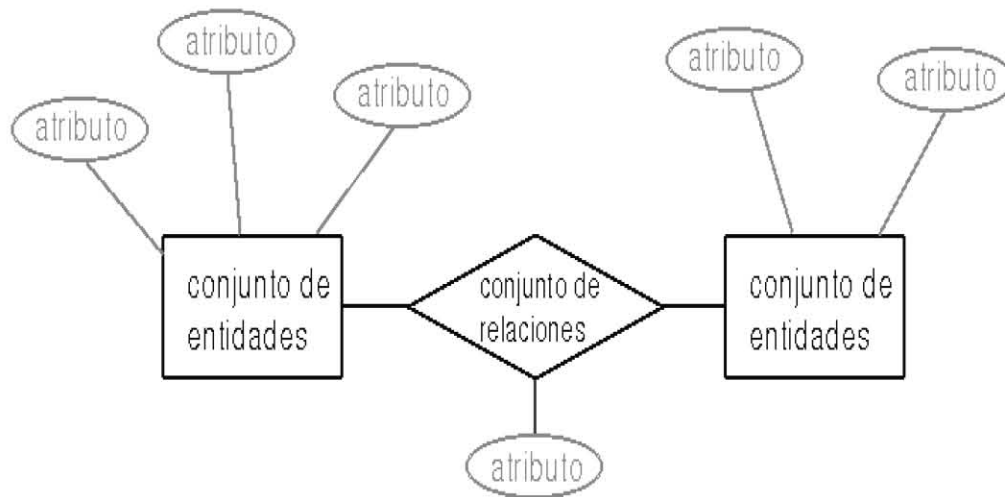 atributo
atributo
atributo
atributo
atributo
conjunto de
entidades
conjunto de
relaciones
conjunto de
entidades
atributo